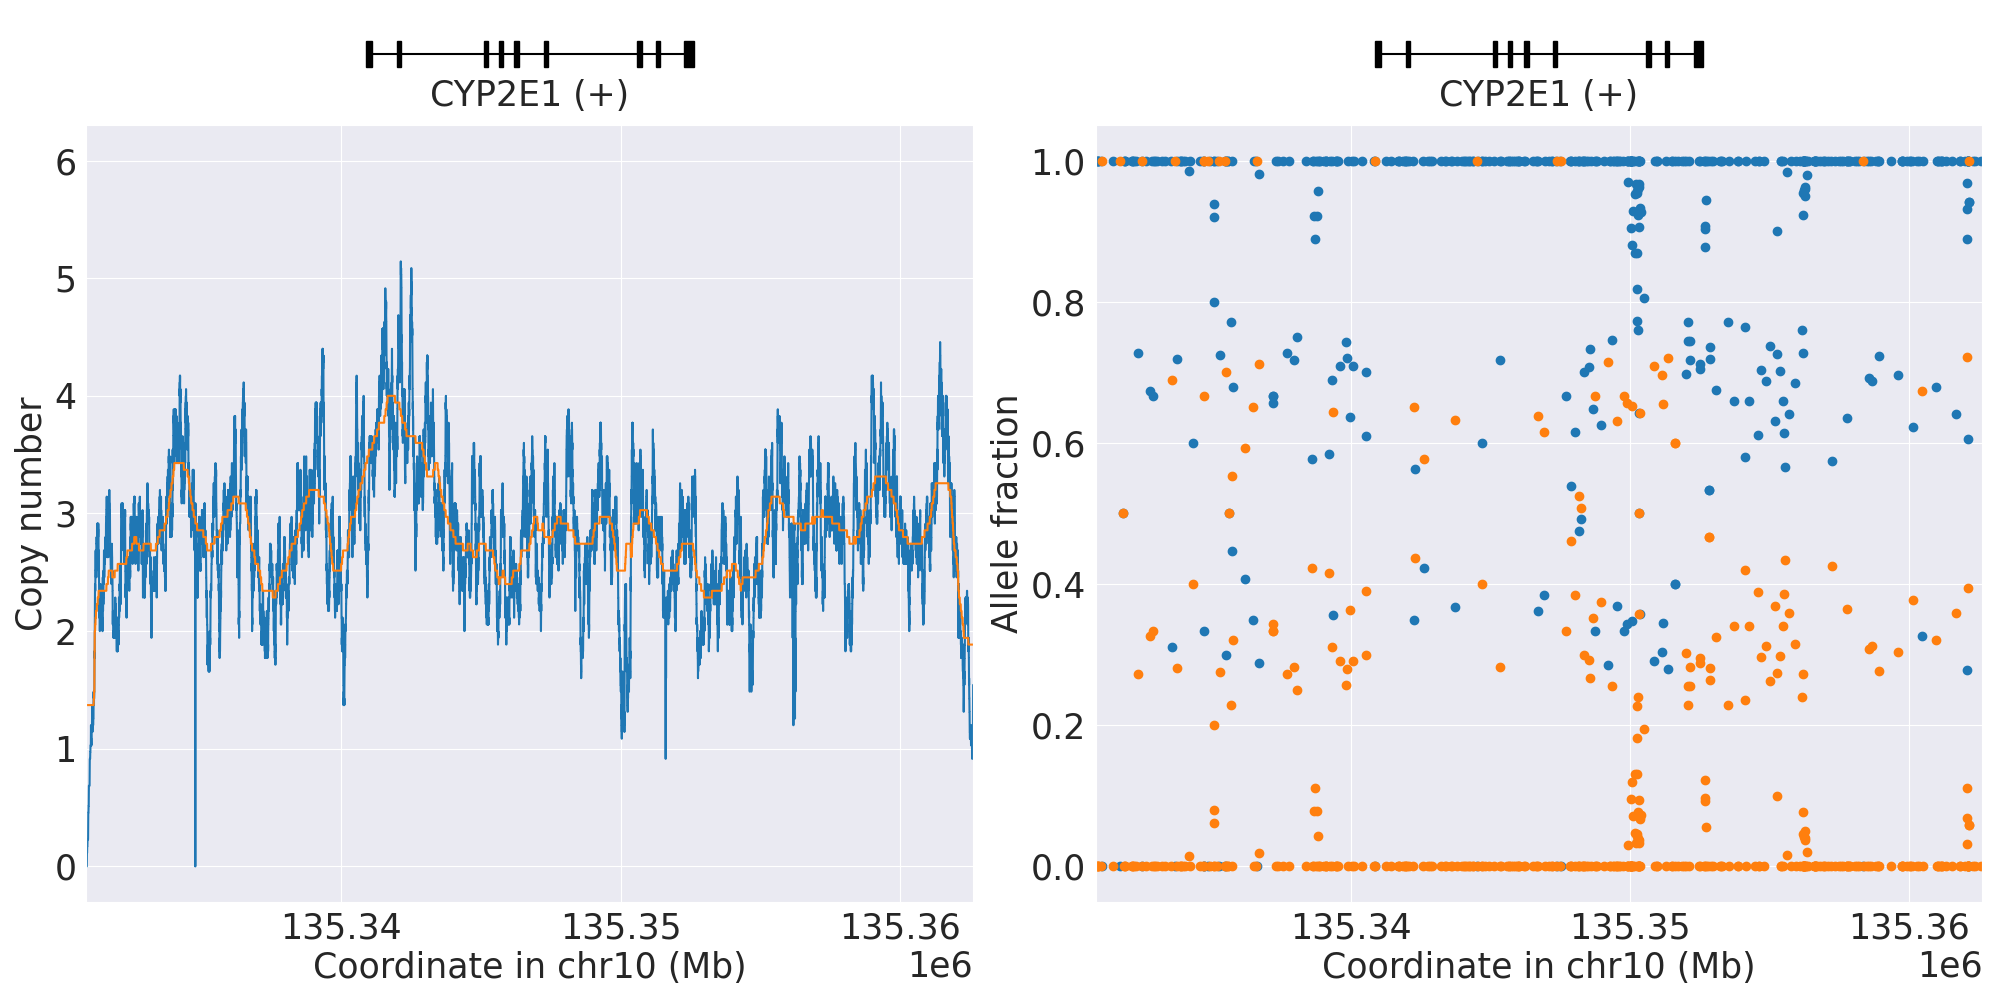 CYP2E1 (+)
6
5
4
3
2
1
0
Copy number
135.34 135.35 135.36
Coordinate in chr10 (Mb) 1e6
CYP2E1 (+)
1.0
0.8
0.6
0.4
0.2
0.0
Allele fraction
135.34 135.35 135.36
Coordinate in chr10 (Mb) 1e6